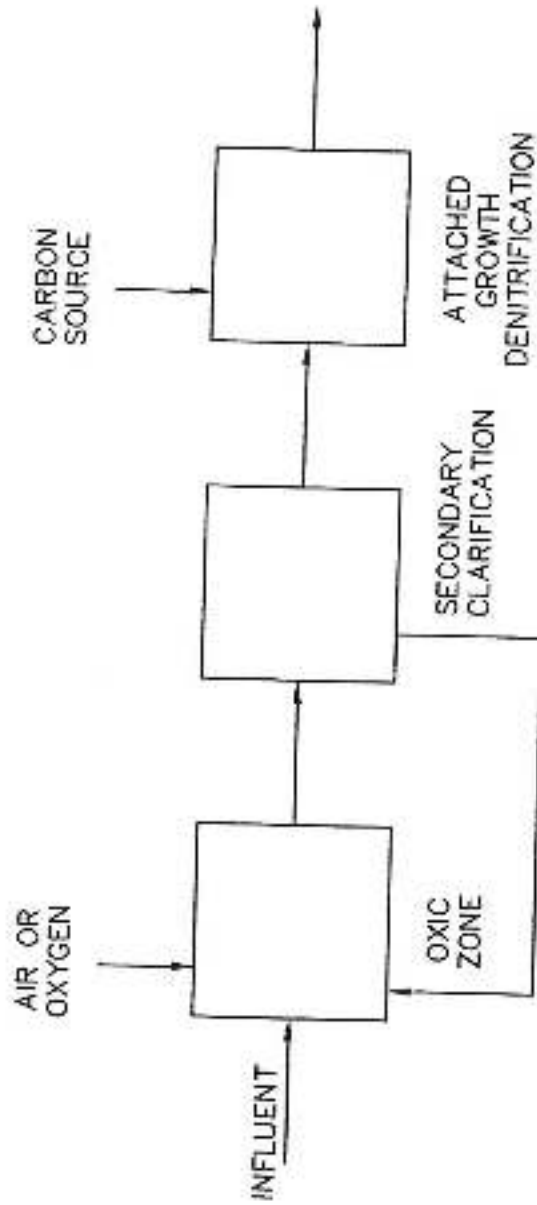 INFLUENT
AIR OR
OXYGEN
OXIC
ZONE
SECONDARY
CLARIFICATION
CARBON
SOURCE
ATTACHED
GROWTH
DENITRIFICATION